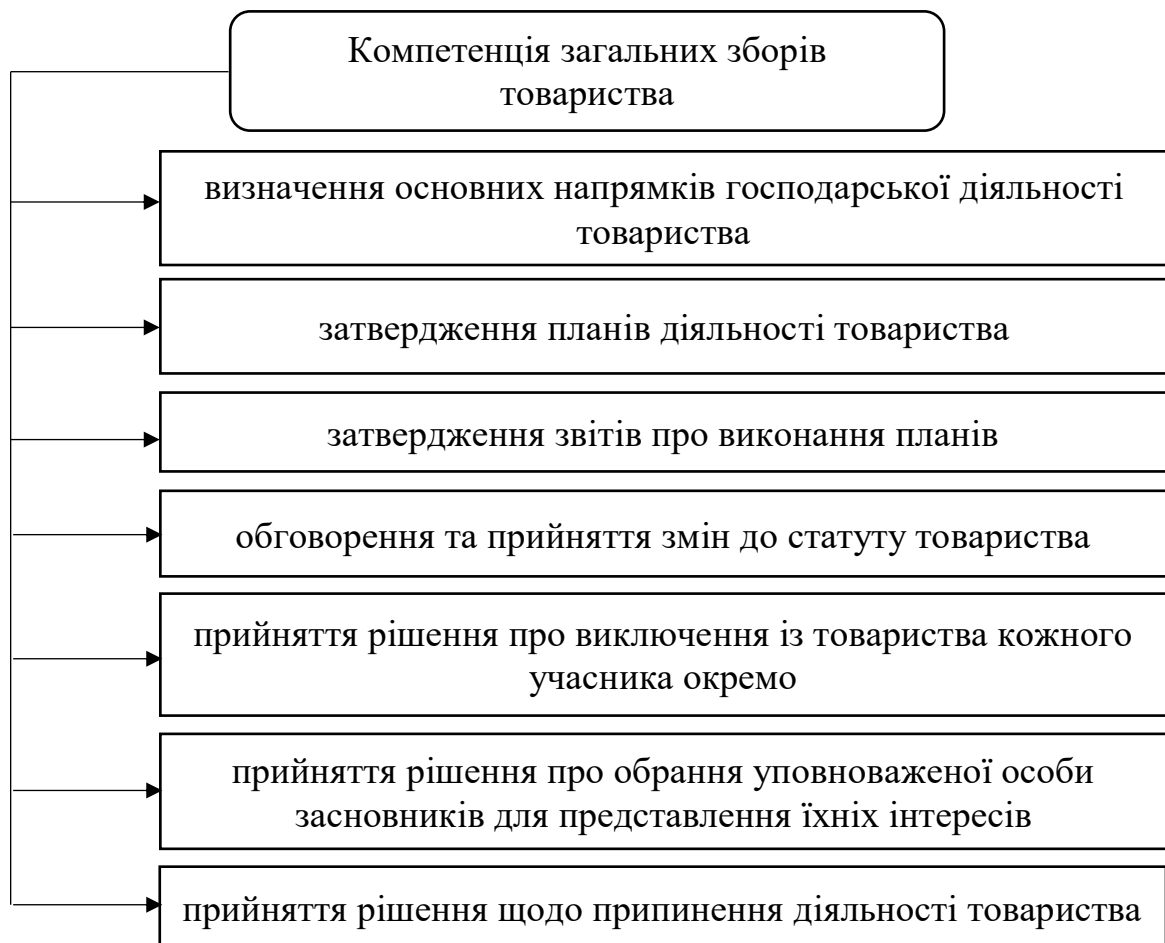 Компетенція загальних зборів
товариства
визначення основних напрямків господарської діяльності
товариства
затвердження планів діяльності товариства
затвердження звітів про виконання планів
обговорення та прийняття змін до статуту товариства
прийняття рішення про виключення із товариства кожного
учасника окремо
прийняття рішення про обрання уповноваженої особи
засновників для представлення їхніх інтересів
прийняття рішення щодо припинення діяльності товариства